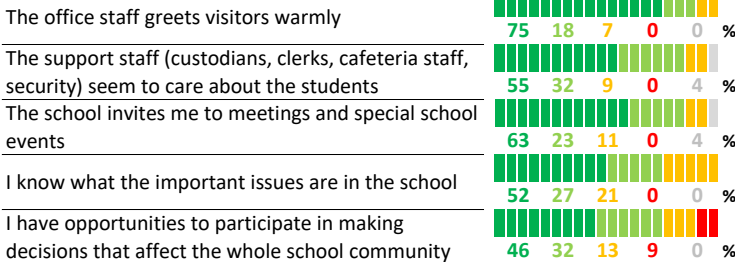 The office staff greets visitors warmly
75 18 7 0 0 %
The support staff (custodians, clerks, cafeteria staff,
security) seem to care about the students
55 32 9 0 4 %
The school invites me to meetings and special school
events
63 23 11 0 4 %
I know what the important issues are in the school
52 27 21 0 0 %
I have opportunities to participate in making
decisions that affect the whole school community
46 32 13 9 0 %